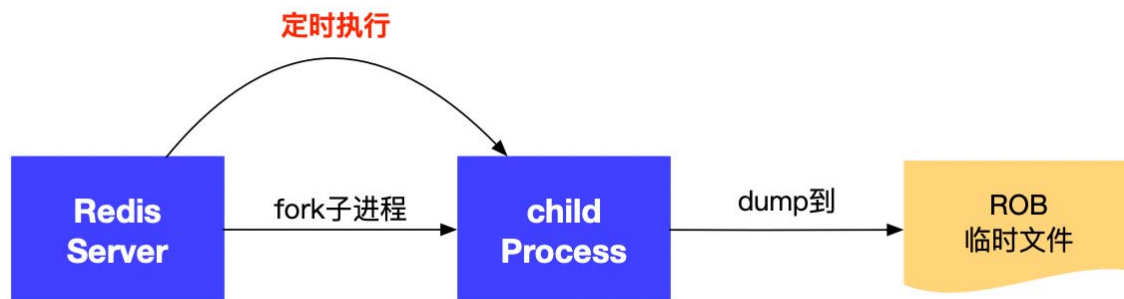 定时执行
Redis
Server
fork子进程
child
Process
dump到
ROB
临时文件